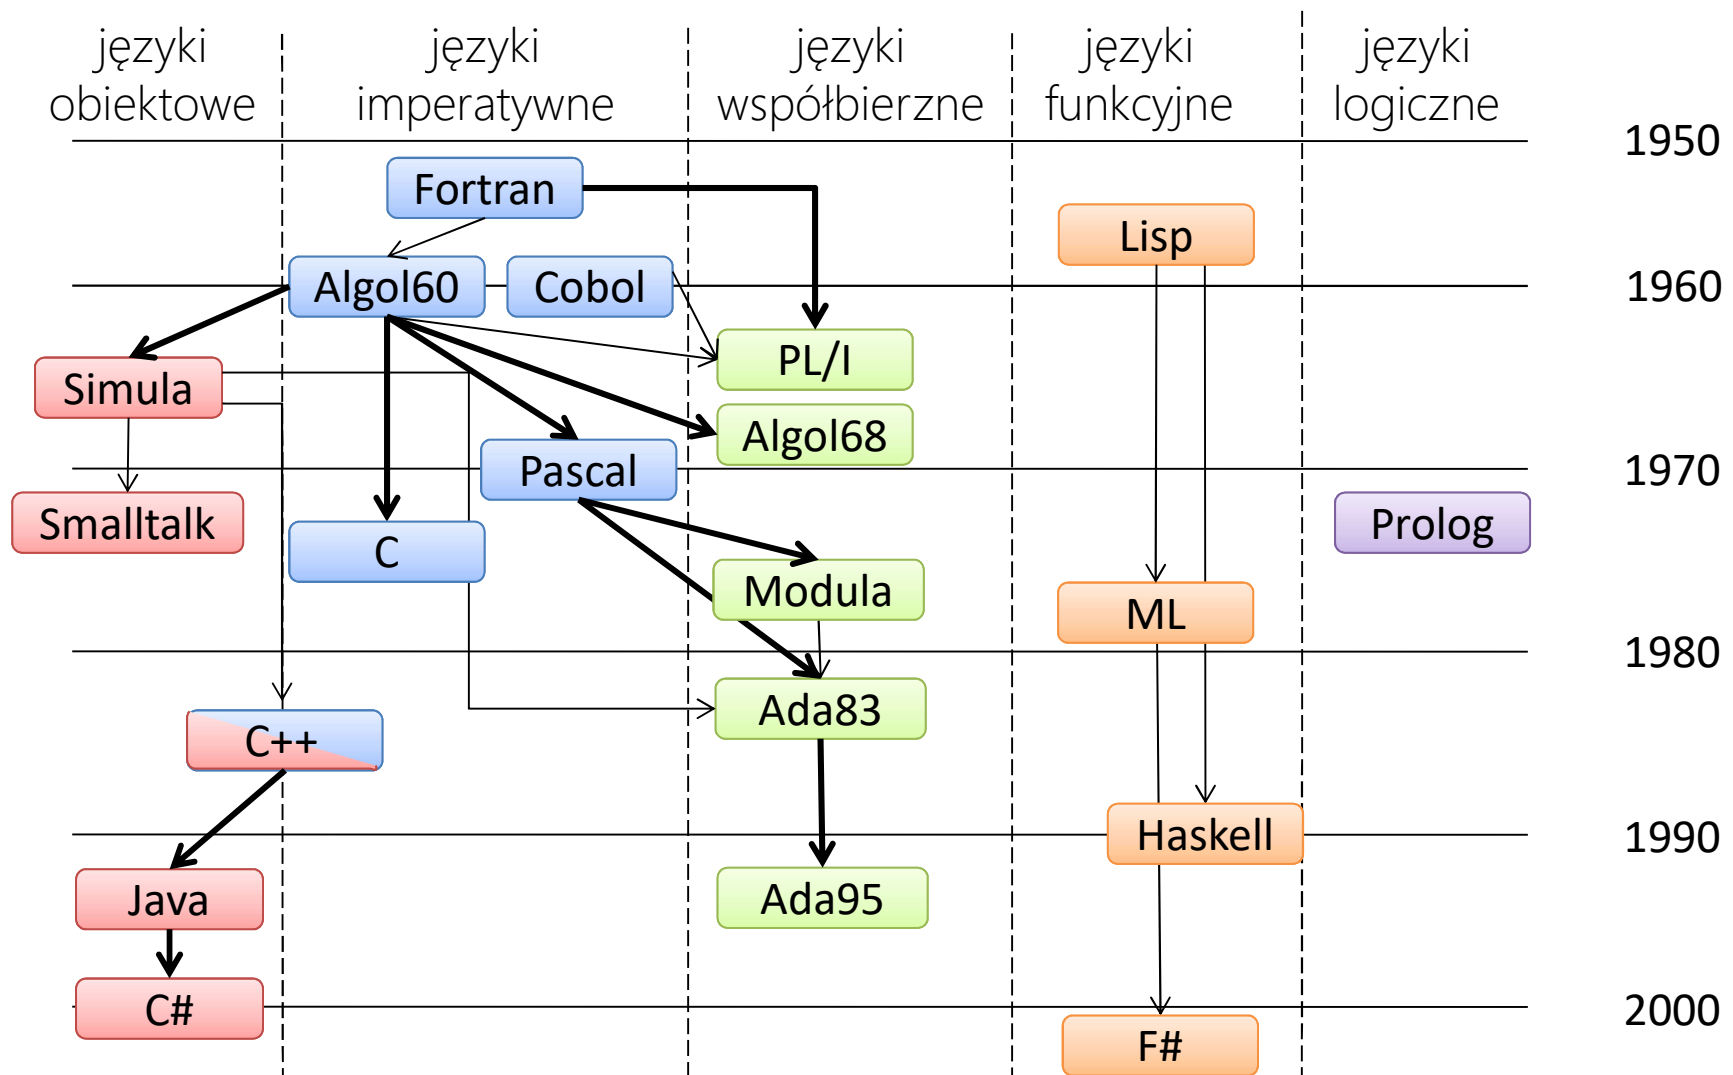 języki
obiektowe
języki
imperatywne
języki
współbierzne
języki
funkcyjne
języki
logiczne
1950
Fortran
Lisp
Algol60
Cobol
1960
PL/I
Simula
Algol68
Pascal
1970
Smalltalk
C
Prolog
Modula
ML
1980
Ada83
C++
Haskell
1990
Java
Ada95
C#
2000
F#